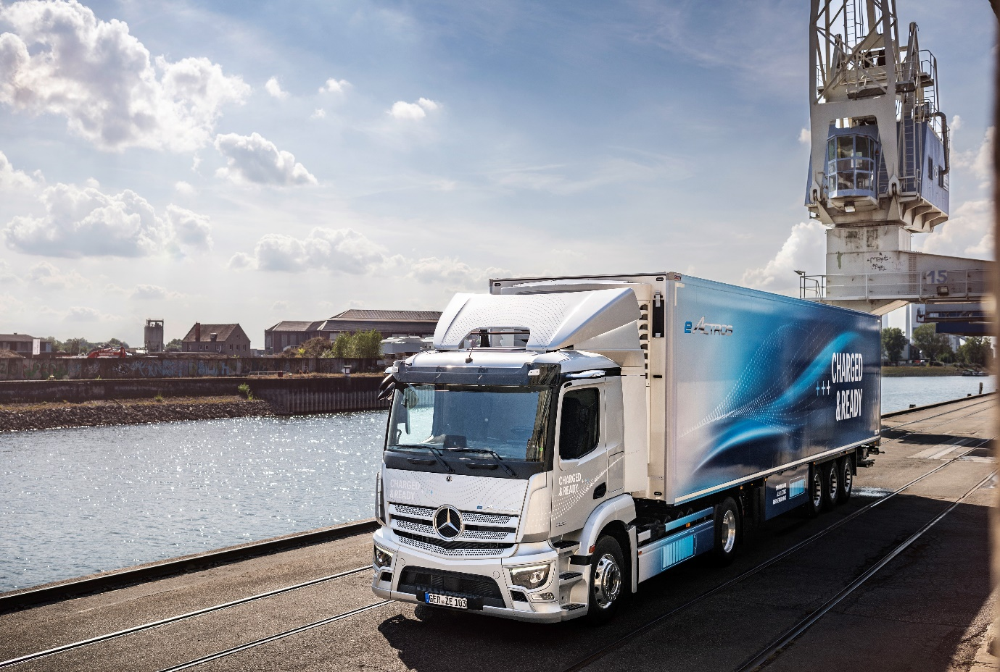 eACTROS
CHARGED
&READY
CHARGED
&READY
CHARGED
&READY
GER ZE 103
15